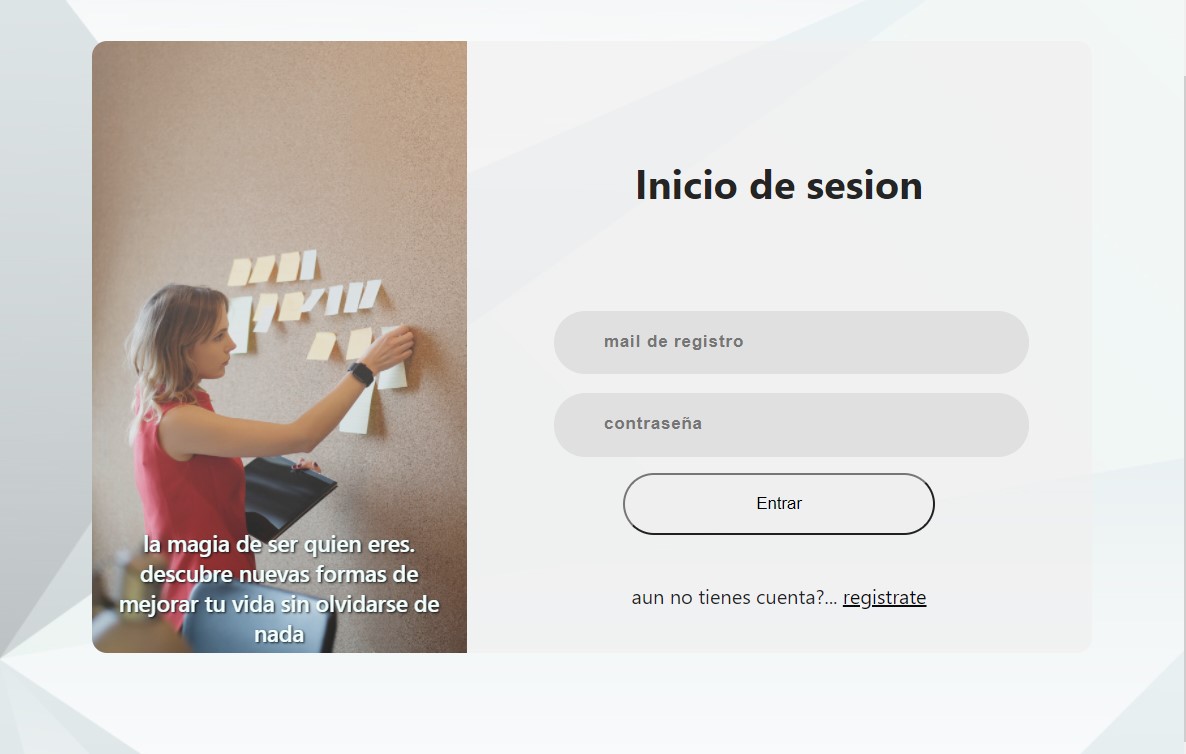 Inicio de sesion
mail de registro
contraseña
Entrar
aun no tienes cuenta?... registrate
la magia de ser quien eres.
descubre nuevas formas de
mejorar tu vida sin olvidarse de
nada